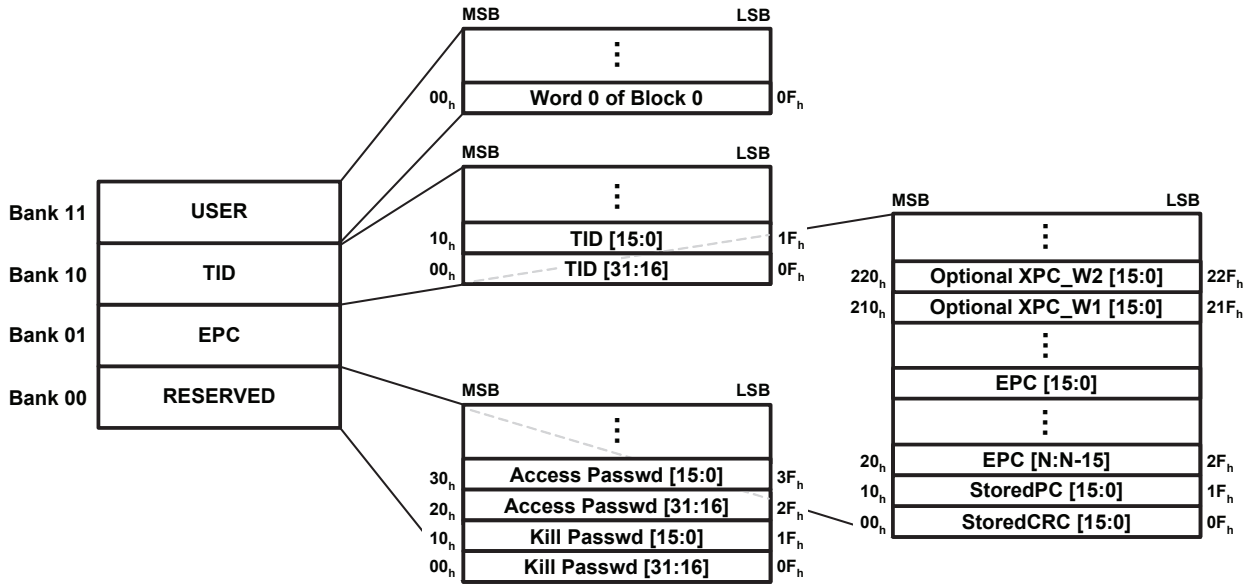 MSB LSB
⋮
00h Word 0 of Block 0 0Fh
MSB LSB
⋮
10h TID [15:0] 1Fh
00h TID [31:16] 0Fh
Bank 11 USER
Bank 10 TID
Bank 01 EPC
Bank 00 RESERVED
MSB LSB
⋮
220h Optional XPC_W2 [15:0] 22Fh
210h Optional XPC_W1 [15:0] 21Fh
⋮
EPC [15:0]
⋮
20h EPC [N:N-15] 2Fh
10h StoredPC [15:0] 1Fh
00h StoredCRC [15:0] 0Fh
MSB LSB
⋮
30h Access Passwd [15:0] 3Fh
20h Access Passwd [31:16] 2Fh
10h Kill Passwd [15:0] 1Fh
00h Kill Passwd [31:16] 0Fh